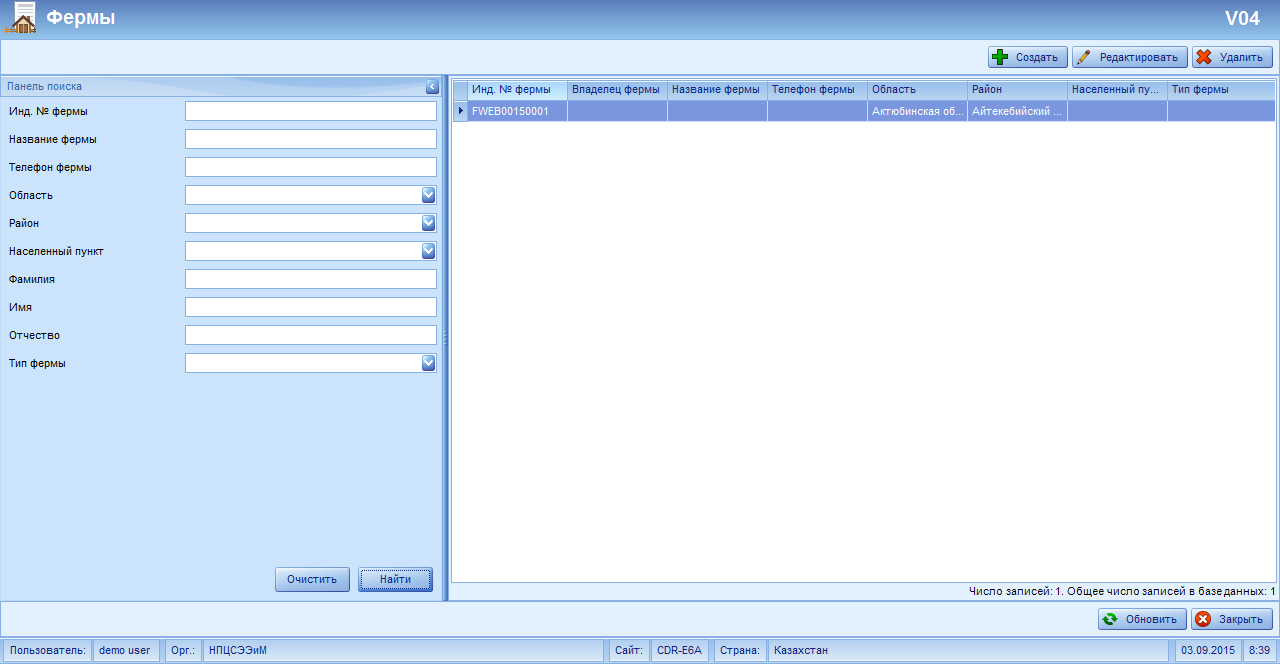 Фермы
V04
Создать Редактировать Удалить
Панель поиска
Инд. № фермы
Название фермы
Телефон фермы
Область
Район
Населенный пункт
Фамилия
Имя
Отчество
Тип фермы
Очистить Найти
Инд. № фермы Владелец фермы Название фермы Телефон фермы Область Район Населенный пу... Тип фермы
FWEB00150001 Актюбинская об... Айтекебийский ...
Число записей: 1. Общее число записей в базе данных: 1
Обновить Закрыть
Пользователь: demo user Орг.: НПЦСЭЭиМ Сайт: CDR-E6A Страна: Казахстан 03.09.2015 8:39